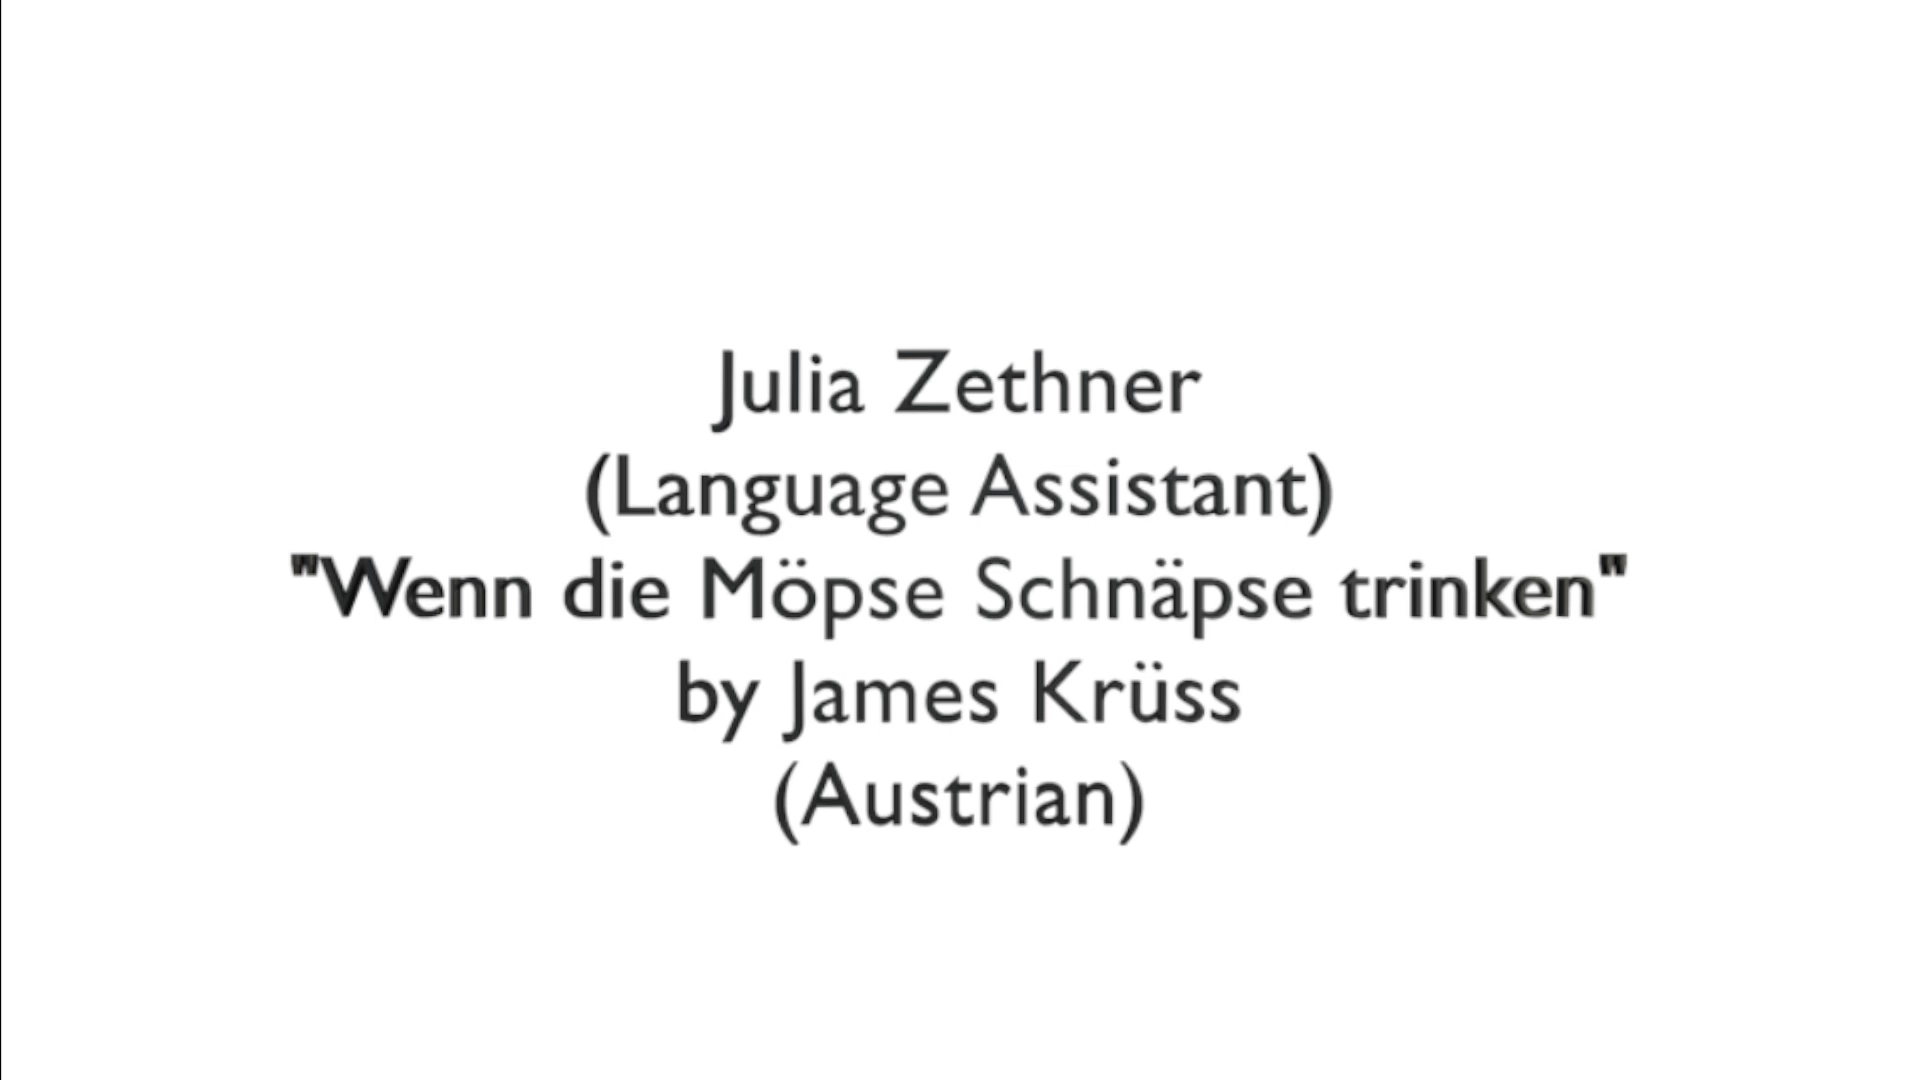 Julia Zethner
(Language Assistant)
"Wenn die Möpse Schnäpse trinken"
by James Krüss
(Austrian)